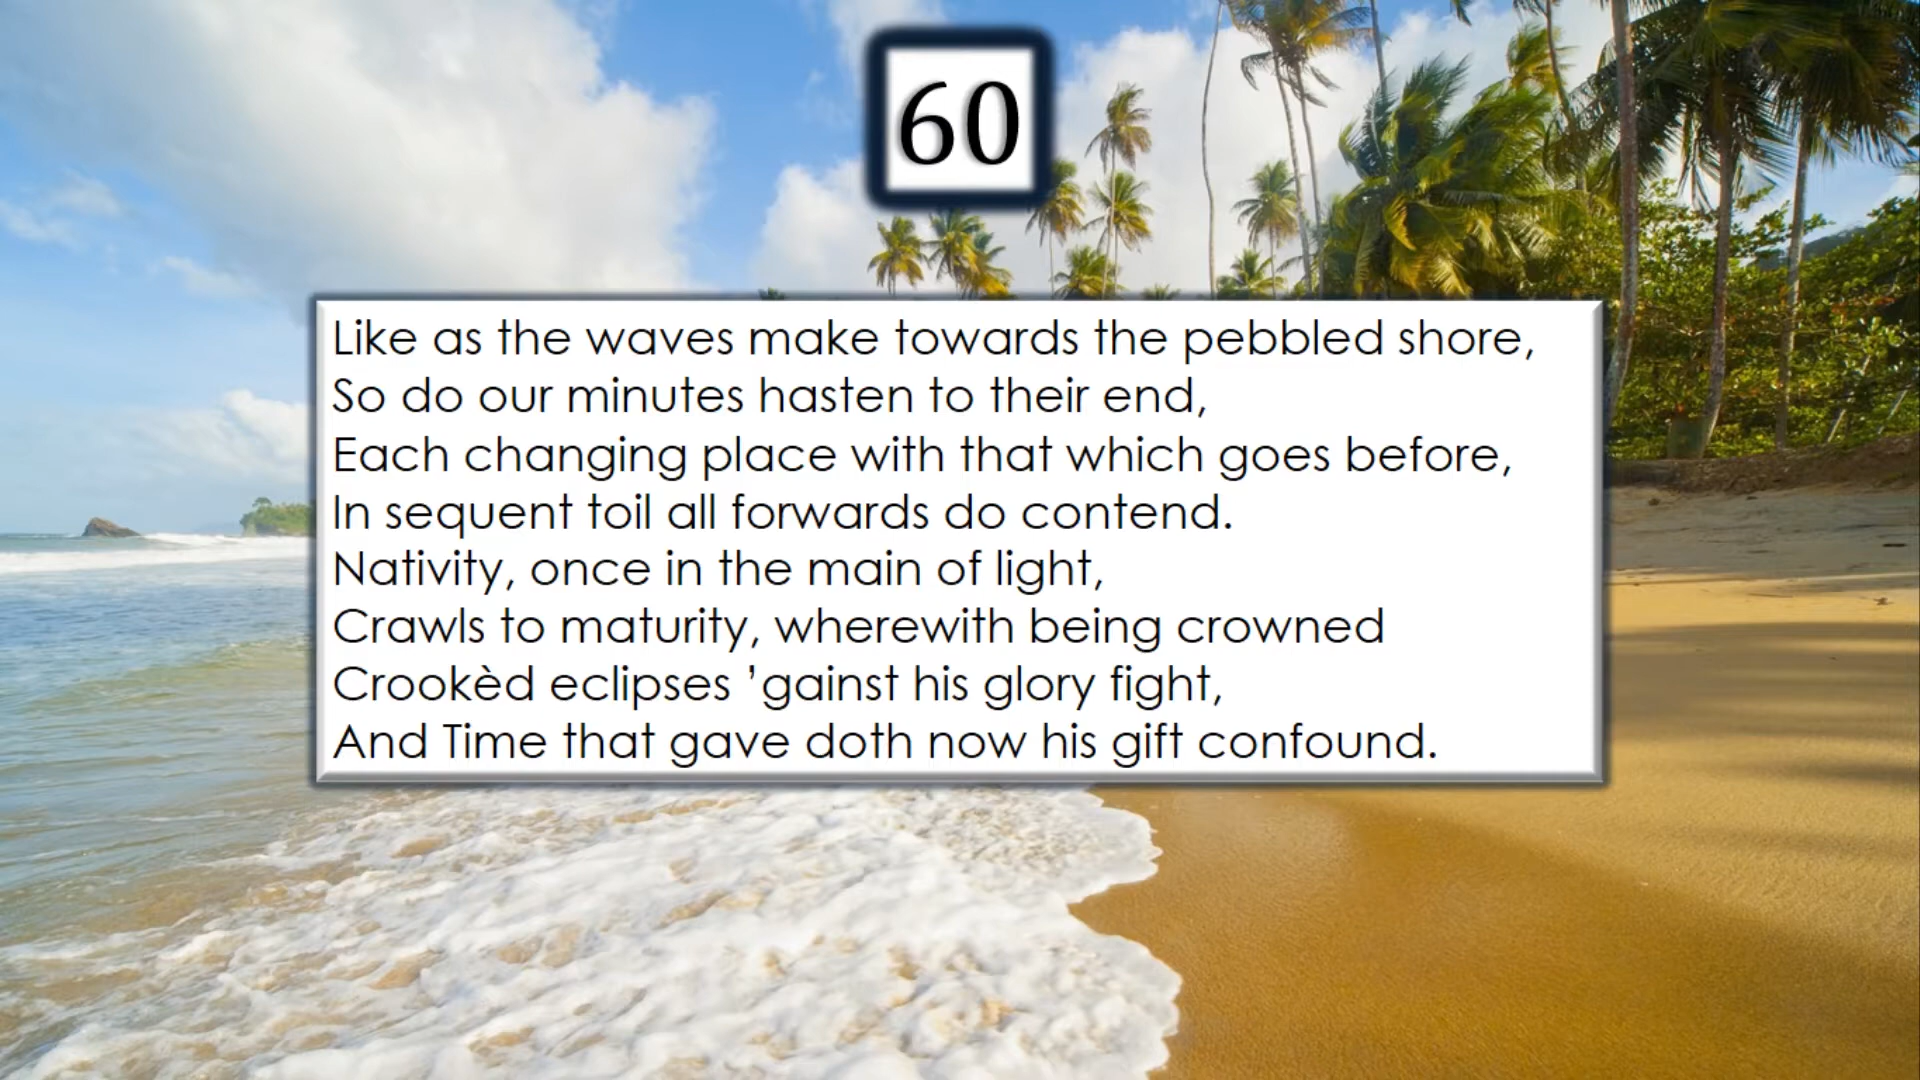 60
Like as the waves make towards the pebbled shore,
So do our minutes hasten to their end,
Each changing place with that which goes before,
In sequent toil all forwards do contend.
Nativity, once in the main of light,
Crawls to maturity, wherewith being crowned
Crookèd eclipses ’gainst his glory fight,
And Time that gave doth now his gift confound.